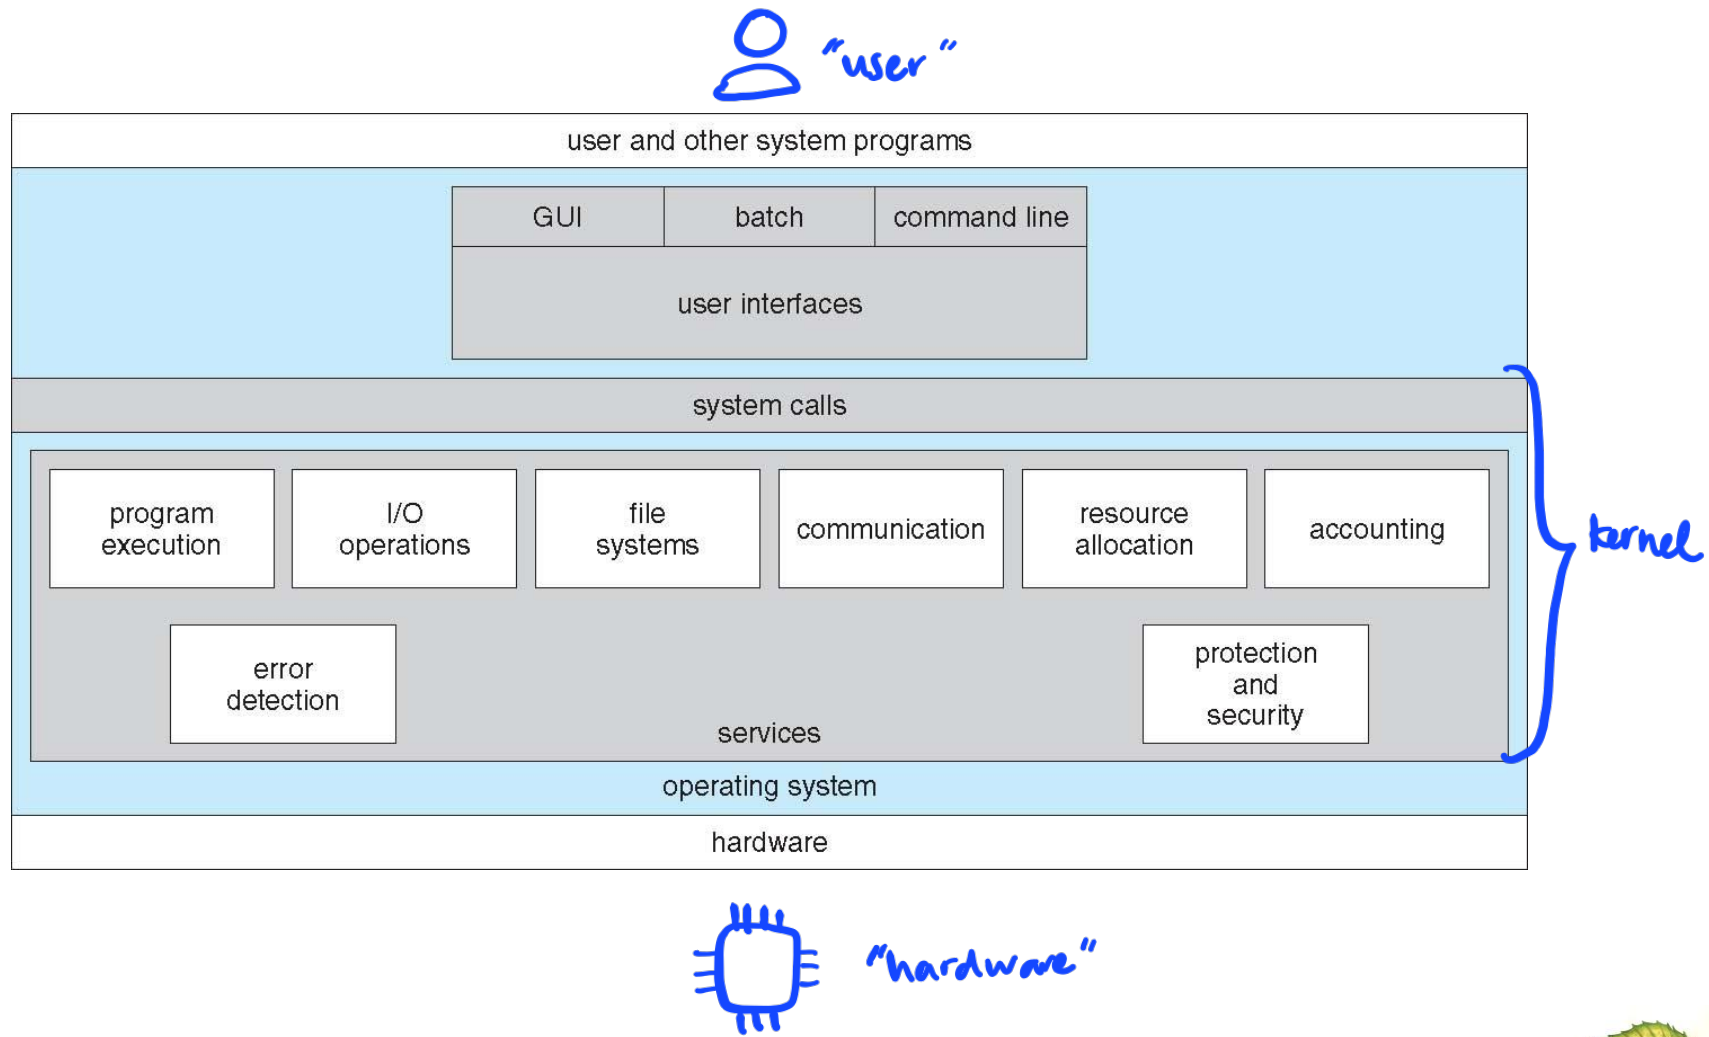 "user"
user and other system programs
GUI batch command line
user interfaces
system calls
program
execution
I/O
operations
file
systems
communication
resource
allocation
accounting
kernel
error
detection
protection
and
security
services
operating system
hardware
"hardware"